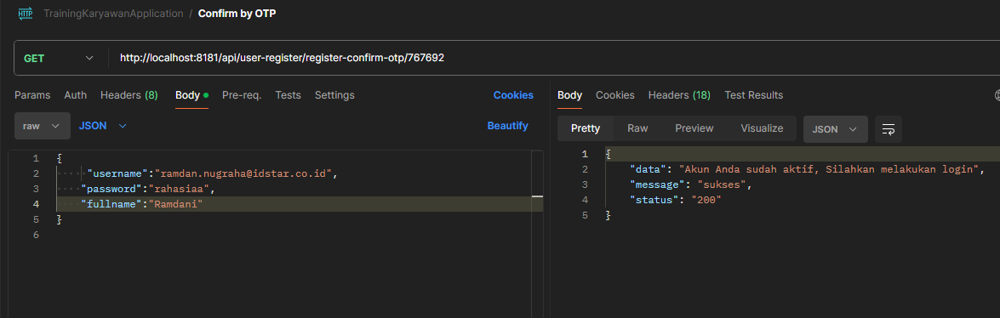 HTTP TrainingKaryawanApplication / Confirm by OTP
GET http://localhost:8181/api/user-register/register-confirm-otp/767692
Params Auth Headers (8) Body Pre-req. Tests Settings Cookies
raw JSON Beautify
1 {
2 "username":"ramdan.nugraha@idstar.co.id",
3 "password":"rahasiaa",
4 "fullname":"Ramdani"
5 }
6
Body Cookies Headers (18) Test Results
Pretty Raw Preview Visualize JSON
1 {
2 "data": "Akun Anda sudah aktif, Silahkan melakukan login",
3 "message": "sukses",
4 "status": "200"
5 }